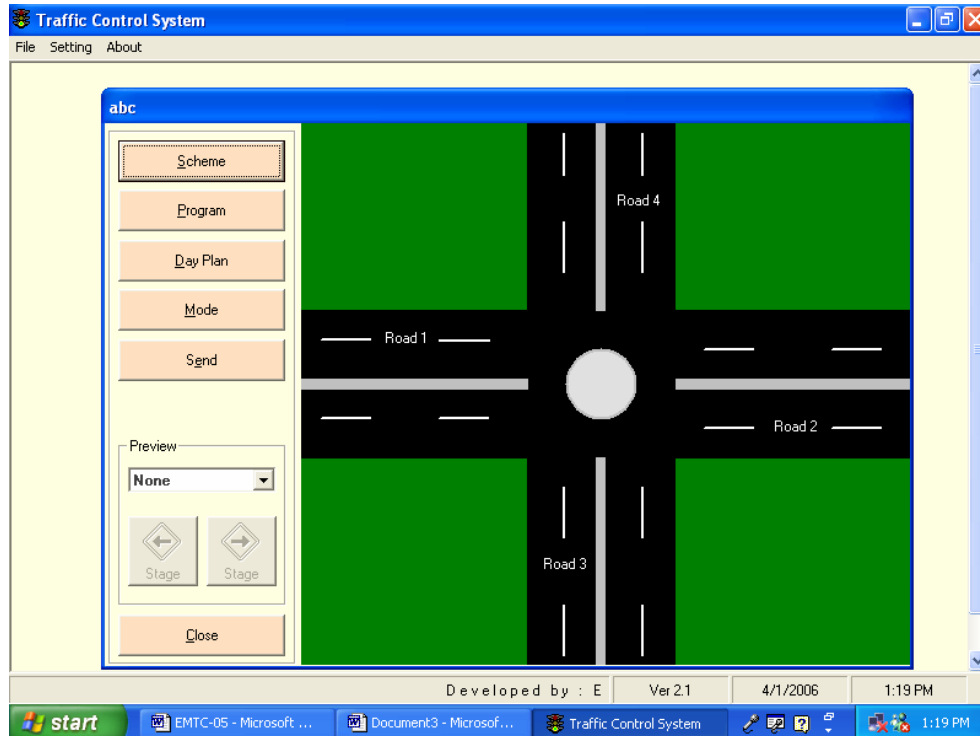 Traffic Control System
File Setting About
abc
Scheme
Program
Day Plan
Mode
Send
Preview
None
Stage Stage
Close
Road 4
Road 1
Road 2
Road 3
Developed by : E Ver 2.1 4/1/2006 1:19 PM
start EMTC-05 - Microsoft ... Document3 - Microsof... Traffic Control System 1:19 PM